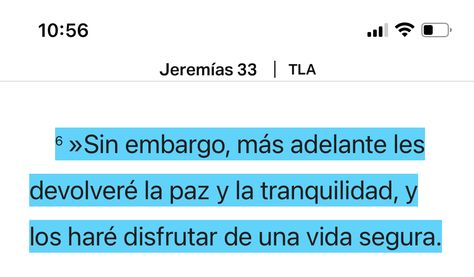 10:56
Jeremías 33 | TLA
6 »Sin embargo, más adelante les
devolveré la paz y la tranquilidad, y
los haré disfrutar de una vida segura.